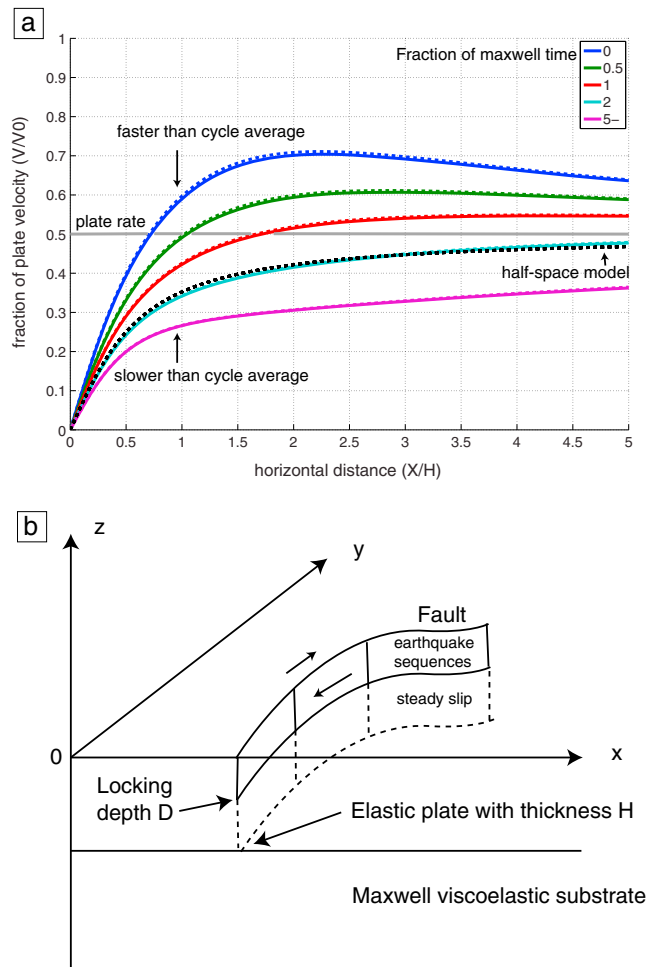 a
Fraction of maxwell time
0
0.5
1
2
5–
faster than cycle average
plate rate
half-space model
slower than cycle average
fraction of plate velocity (V/V0)
1
0.9
0.8
0.7
0.6
0.5
0.4
0.3
0.2
0.1
0
0 0.5 1 1.5 2 2.5 3 3.5 4 4.5 5
horizontal distance (X/H)
b
z
y
Fault
earthquake
sequences
steady slip
0
x
Locking
depth D
Elastic plate with thickness H
Maxwell viscoelastic substrate